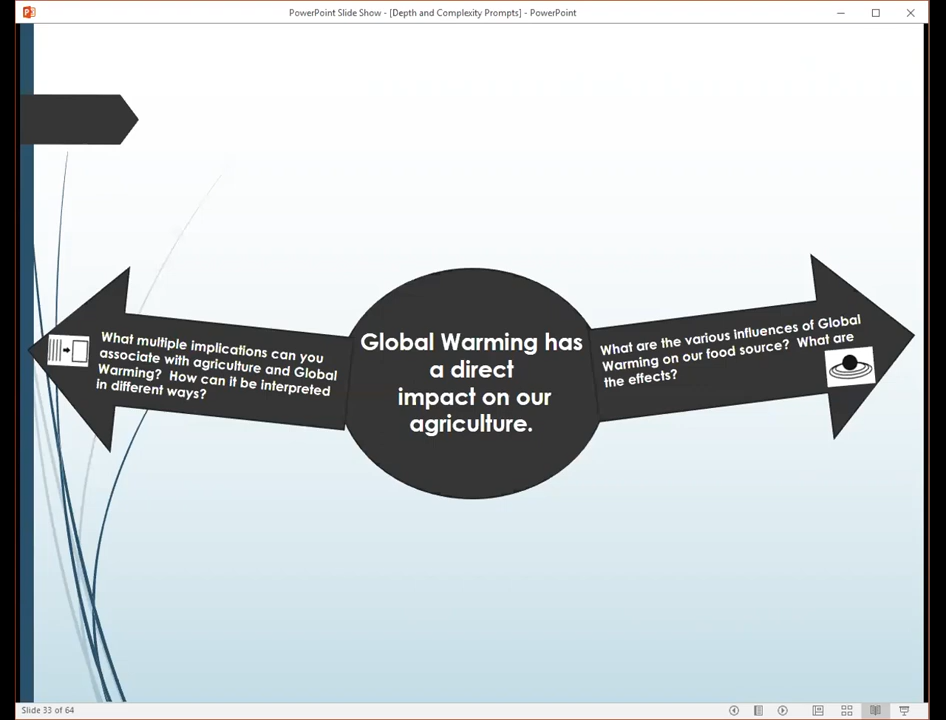 PowerPoint Slide Show - [Depth and Complexity Prompts] - PowerPoint
What multiple implications can you
associate with agriculture and Global
Warming? How can it be interpreted
in different ways?
Global Warming has
a direct
impact on our
agriculture.
What are the various influences of Global
Warming on our food source? What are
the effects?
Slide 33 of 64